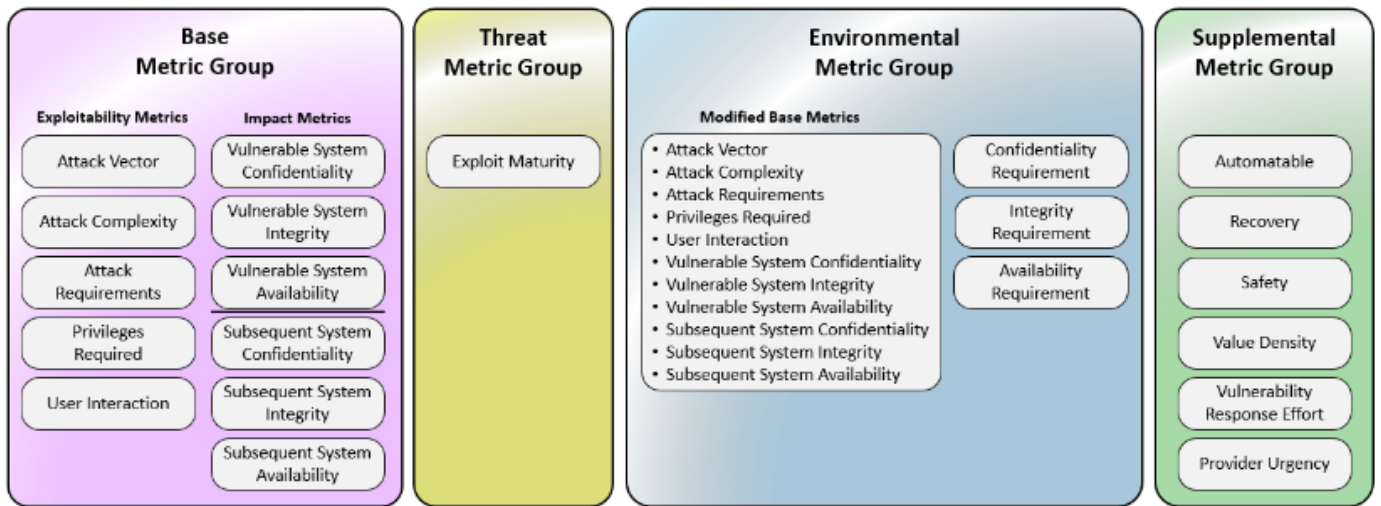 Base
Metric Group
Exploitability Metrics
Attack Vector
Attack Complexity
Attack
Requirements
Privileges
Required
User Interaction
Impact Metrics
Vulnerable System
Confidentiality
Vulnerable System
Integrity
Vulnerable System
Availability
Subsequent System
Confidentiality
Subsequent System
Integrity
Subsequent System
Availability
Threat
Metric Group
Exploit Maturity
Environmental
Metric Group
Modified Base Metrics
• Attack Vector
• Attack Complexity
• Attack Requirements
• Privileges Required
• User Interaction
• Vulnerable System Confidentiality
• Vulnerable System Integrity
• Vulnerable System Availability
• Subsequent System Confidentiality
• Subsequent System Integrity
• Subsequent System Availability
Confidentiality
Requirement
Integrity
Requirement
Availability
Requirement
Supplemental
Metric Group
Automatable
Recovery
Safety
Value Density
Vulnerability
Response Effort
Provider Urgency